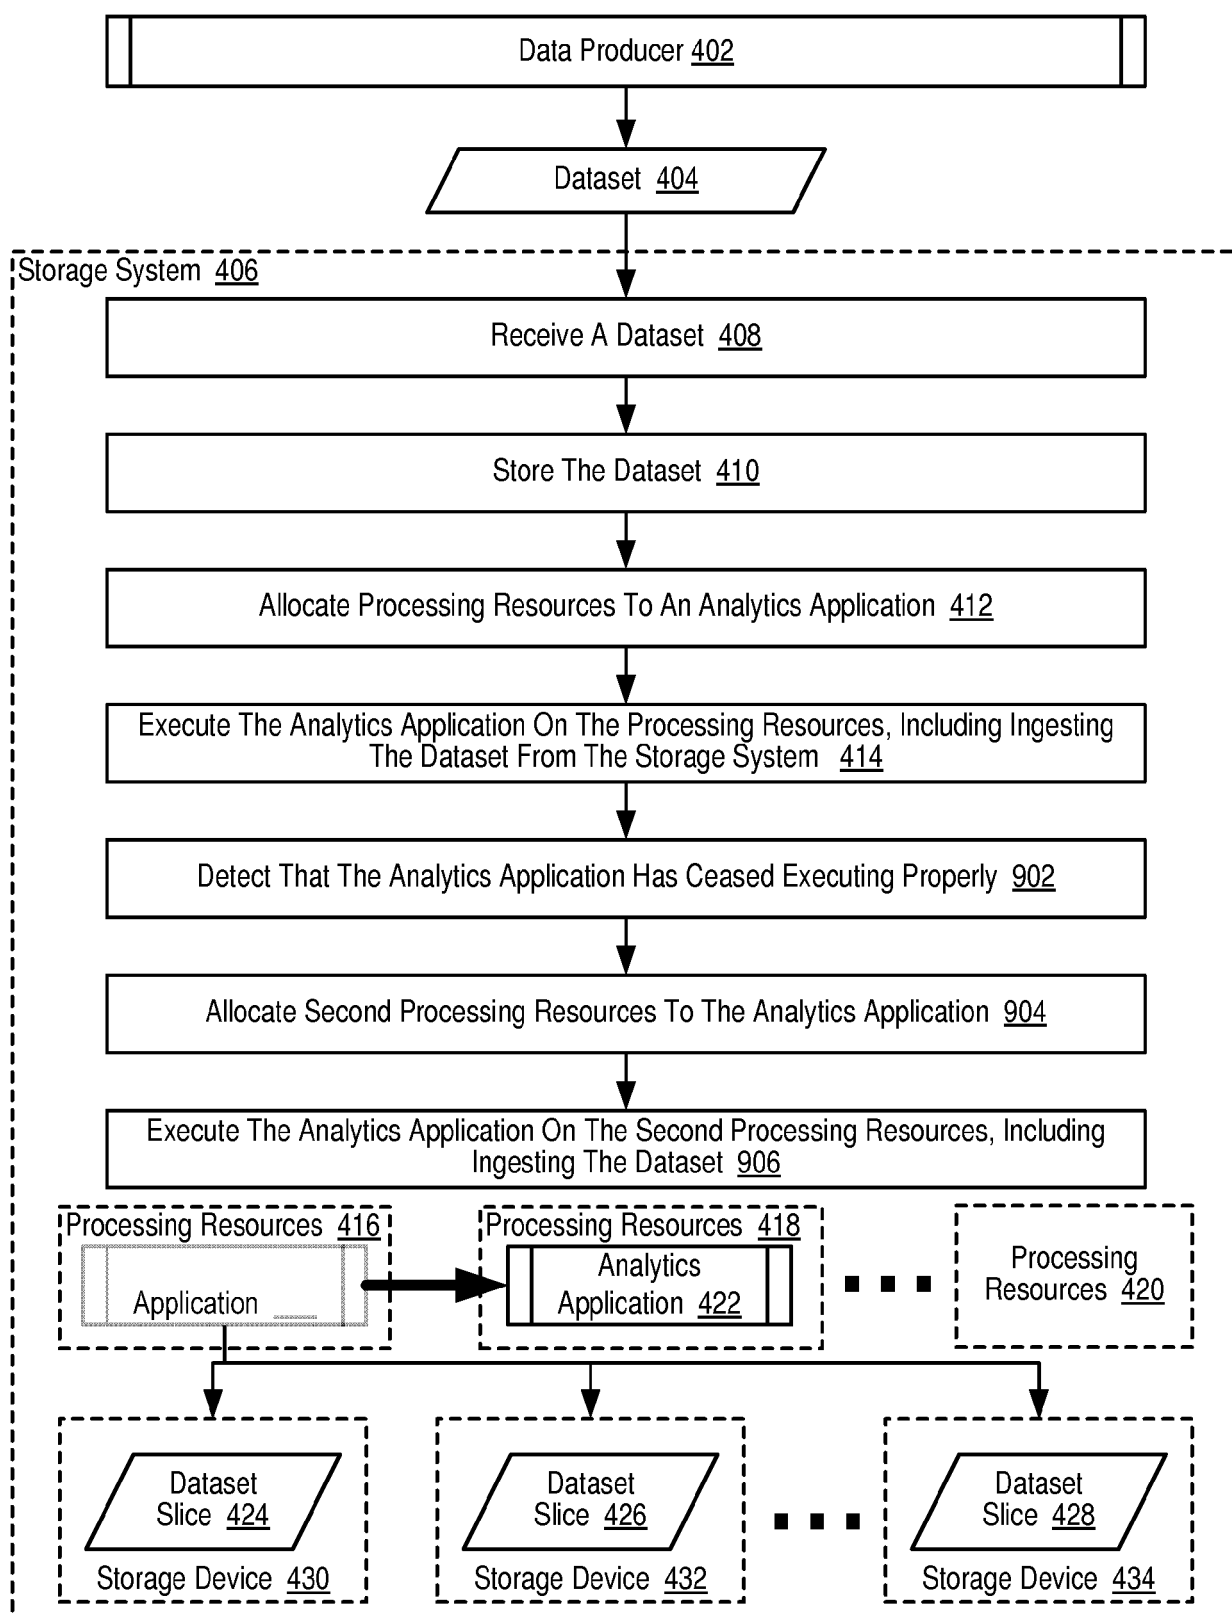 Data Producer 402
Dataset 404
Storage System 406
Receive A Dataset 408
Store The Dataset 410
Allocate Processing Resources To An Analytics Application 412
Execute The Analytics Application On The Processing Resources, Including Ingesting
The Dataset From The Storage System 414
Detect That The Analytics Application Has Ceased Executing Properly 902
Allocate Second Processing Resources To The Analytics Application 904
Execute The Analytics Application On The Second Processing Resources, Including
Ingesting The Dataset 906
Processing Resources 416
Application
Processing Resources 418
Analytics
Application 422
Processing
Resources 420
Dataset
Slice 424
Storage Device 430
Dataset
Slice 426
Storage Device 432
Dataset
Slice 428
Storage Device 434